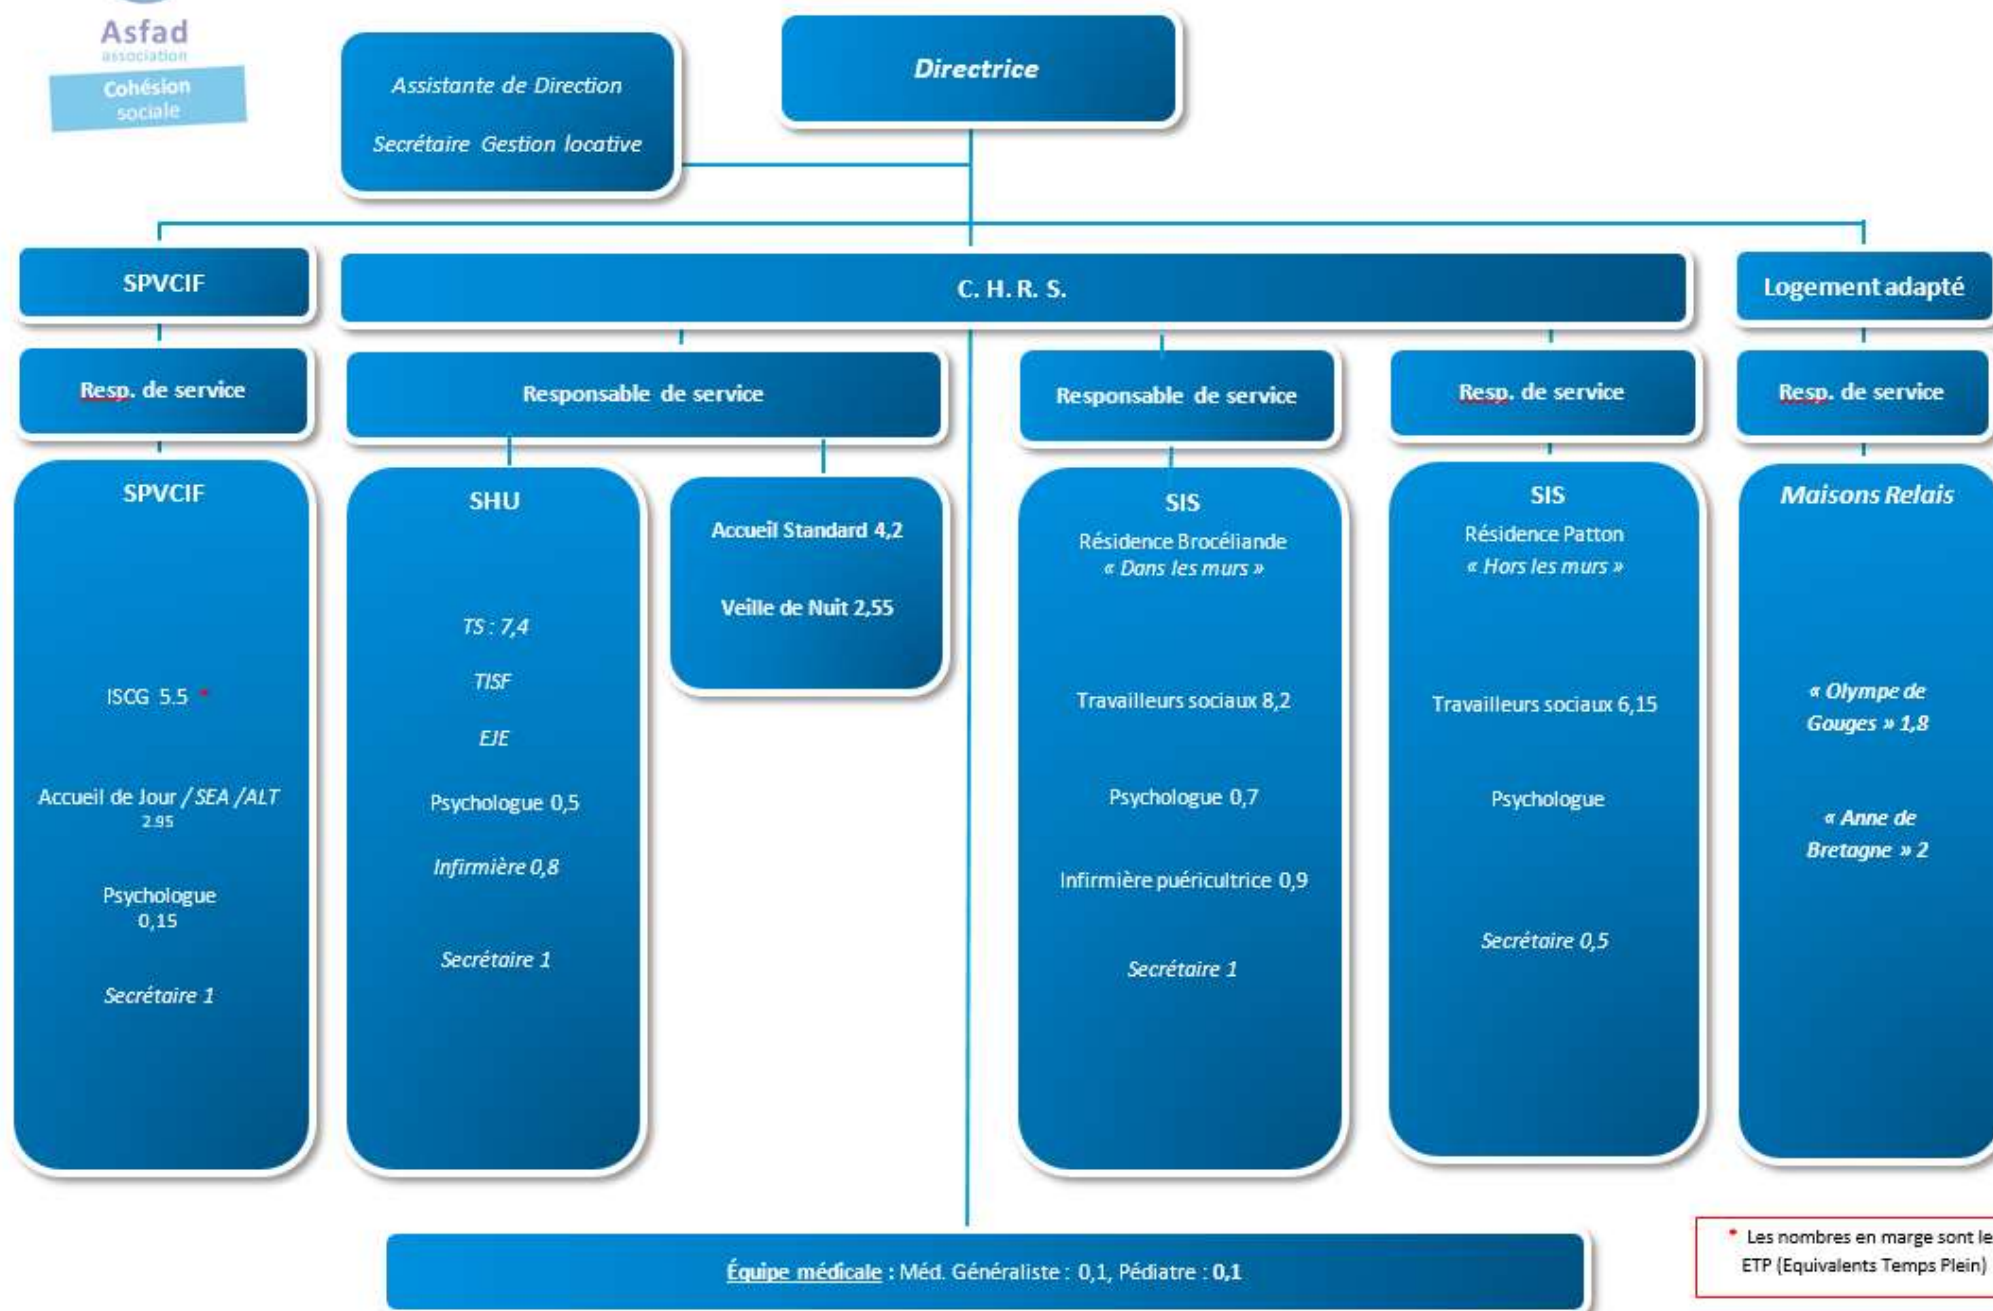 Asfad
association
Cohésion
sociale
Assistante de Direction
Secrétaire Gestion locative
Directrice
SPVCIF
C. H. R. S.
Logement adapté
Resp. de service
Responsable de service
Responsable de service
Resp. de service
Resp. de service
SPVCIF
ISCG 5.5 *
Accueil de Jour / SEA /ALT
2.95
Psychologue
0,15
Secrétaire 1
SHU
TS : 7,4
TISF
EJE
Psychologue 0,5
Infirmière 0,8
Secrétaire 1
Accueil Standard 4,2
Veille de Nuit 2,55
SIS
Résidence Brocéliande
« Dans les murs »
Travailleurs sociaux 8,2
Psychologue 0,7
Infirmière puéricultrice 0,9
Secrétaire 1
SIS
Résidence Patton
« Hors les murs »
Travailleurs sociaux 6,15
Psychologue
Secrétaire 0,5
Maisons Relais
« Olympe de
Gouges » 1,8
« Anne de
Bretagne » 2
Équipe médicale : Méd. Généraliste : 0,1, Pédiatre : 0,1
* Les nombres en marge sont le
ETP (Equivalents Temps Plein)